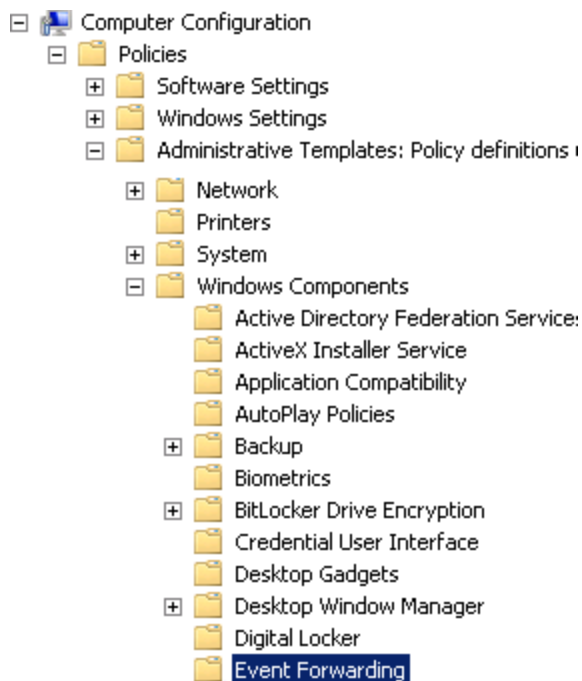 Computer Configuration
Policies
Software Settings
Windows Settings
Administrative Templates: Policy definitions
Network
Printers
System
Windows Components
Active Directory Federation Services
ActiveX Installer Service
Application Compatibility
AutoPlay Policies
Backup
Biometrics
BitLocker Drive Encryption
Credential User Interface
Desktop Gadgets
Desktop Window Manager
Digital Locker
Event Forwarding